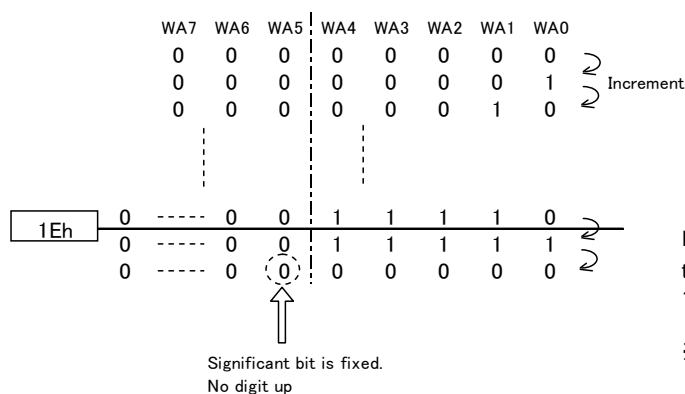 WA7 WA6 WA5 WA4 WA3 WA2 WA1 WA0
0 0 0 0 0 0 0 0
0 0 0 0 0 0 0 1
Increment
0 0 0 0 0 0 1 0
0 ----- 0 0 1 1 1 1 0
1Eh
0 ----- 0 0 1 1 1 1 1
0 ----- 0 0 0 0 0 0 0
Significant bit is fixed.
No digit up